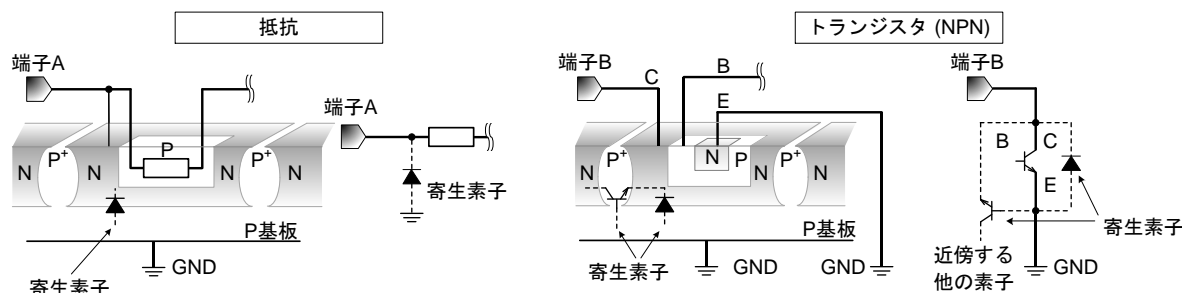 抵抗
端子A
端子A
P
N
P+
N
N
P+
N
寄生素子
P基板
GND
寄生素子
トランジスタ (NPN)
端子B
C
B
E
N
P+
N
N
P
N
P+
N
P基板
寄生素子
GND
GND
端子B
B
C
E
寄生素子
近傍する
他の素子
GND